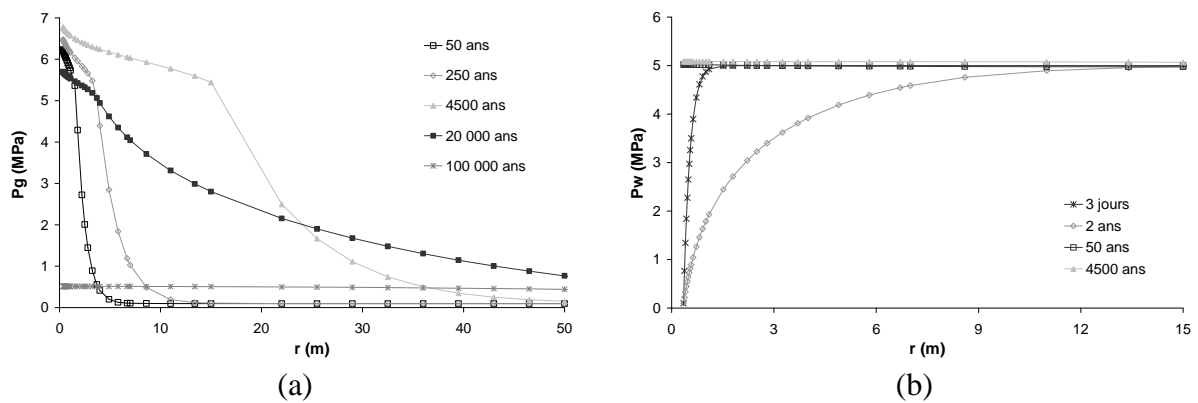 7
6
5
4
3
2
1
0
Pg (MPa)
0
10
20
30
40
50
r (m)
50 ans
250 ans
4500 ans
20 000 ans
100 000 ans
(a)
6
5
4
3
2
1
0
Pw (MPa)
0
3
6
9
12
15
r (m)
3 jours
2 ans
50 ans
4500 ans
(b)